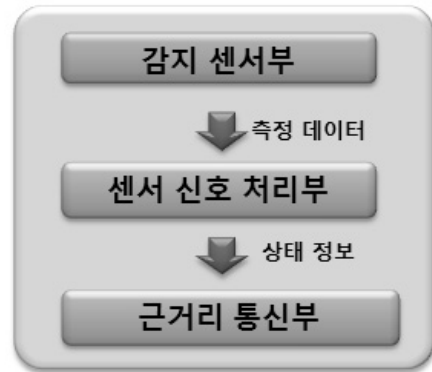 감지 센서부
측정 데이터
센서 신호 처리부
상태 정보
근거리 통신부